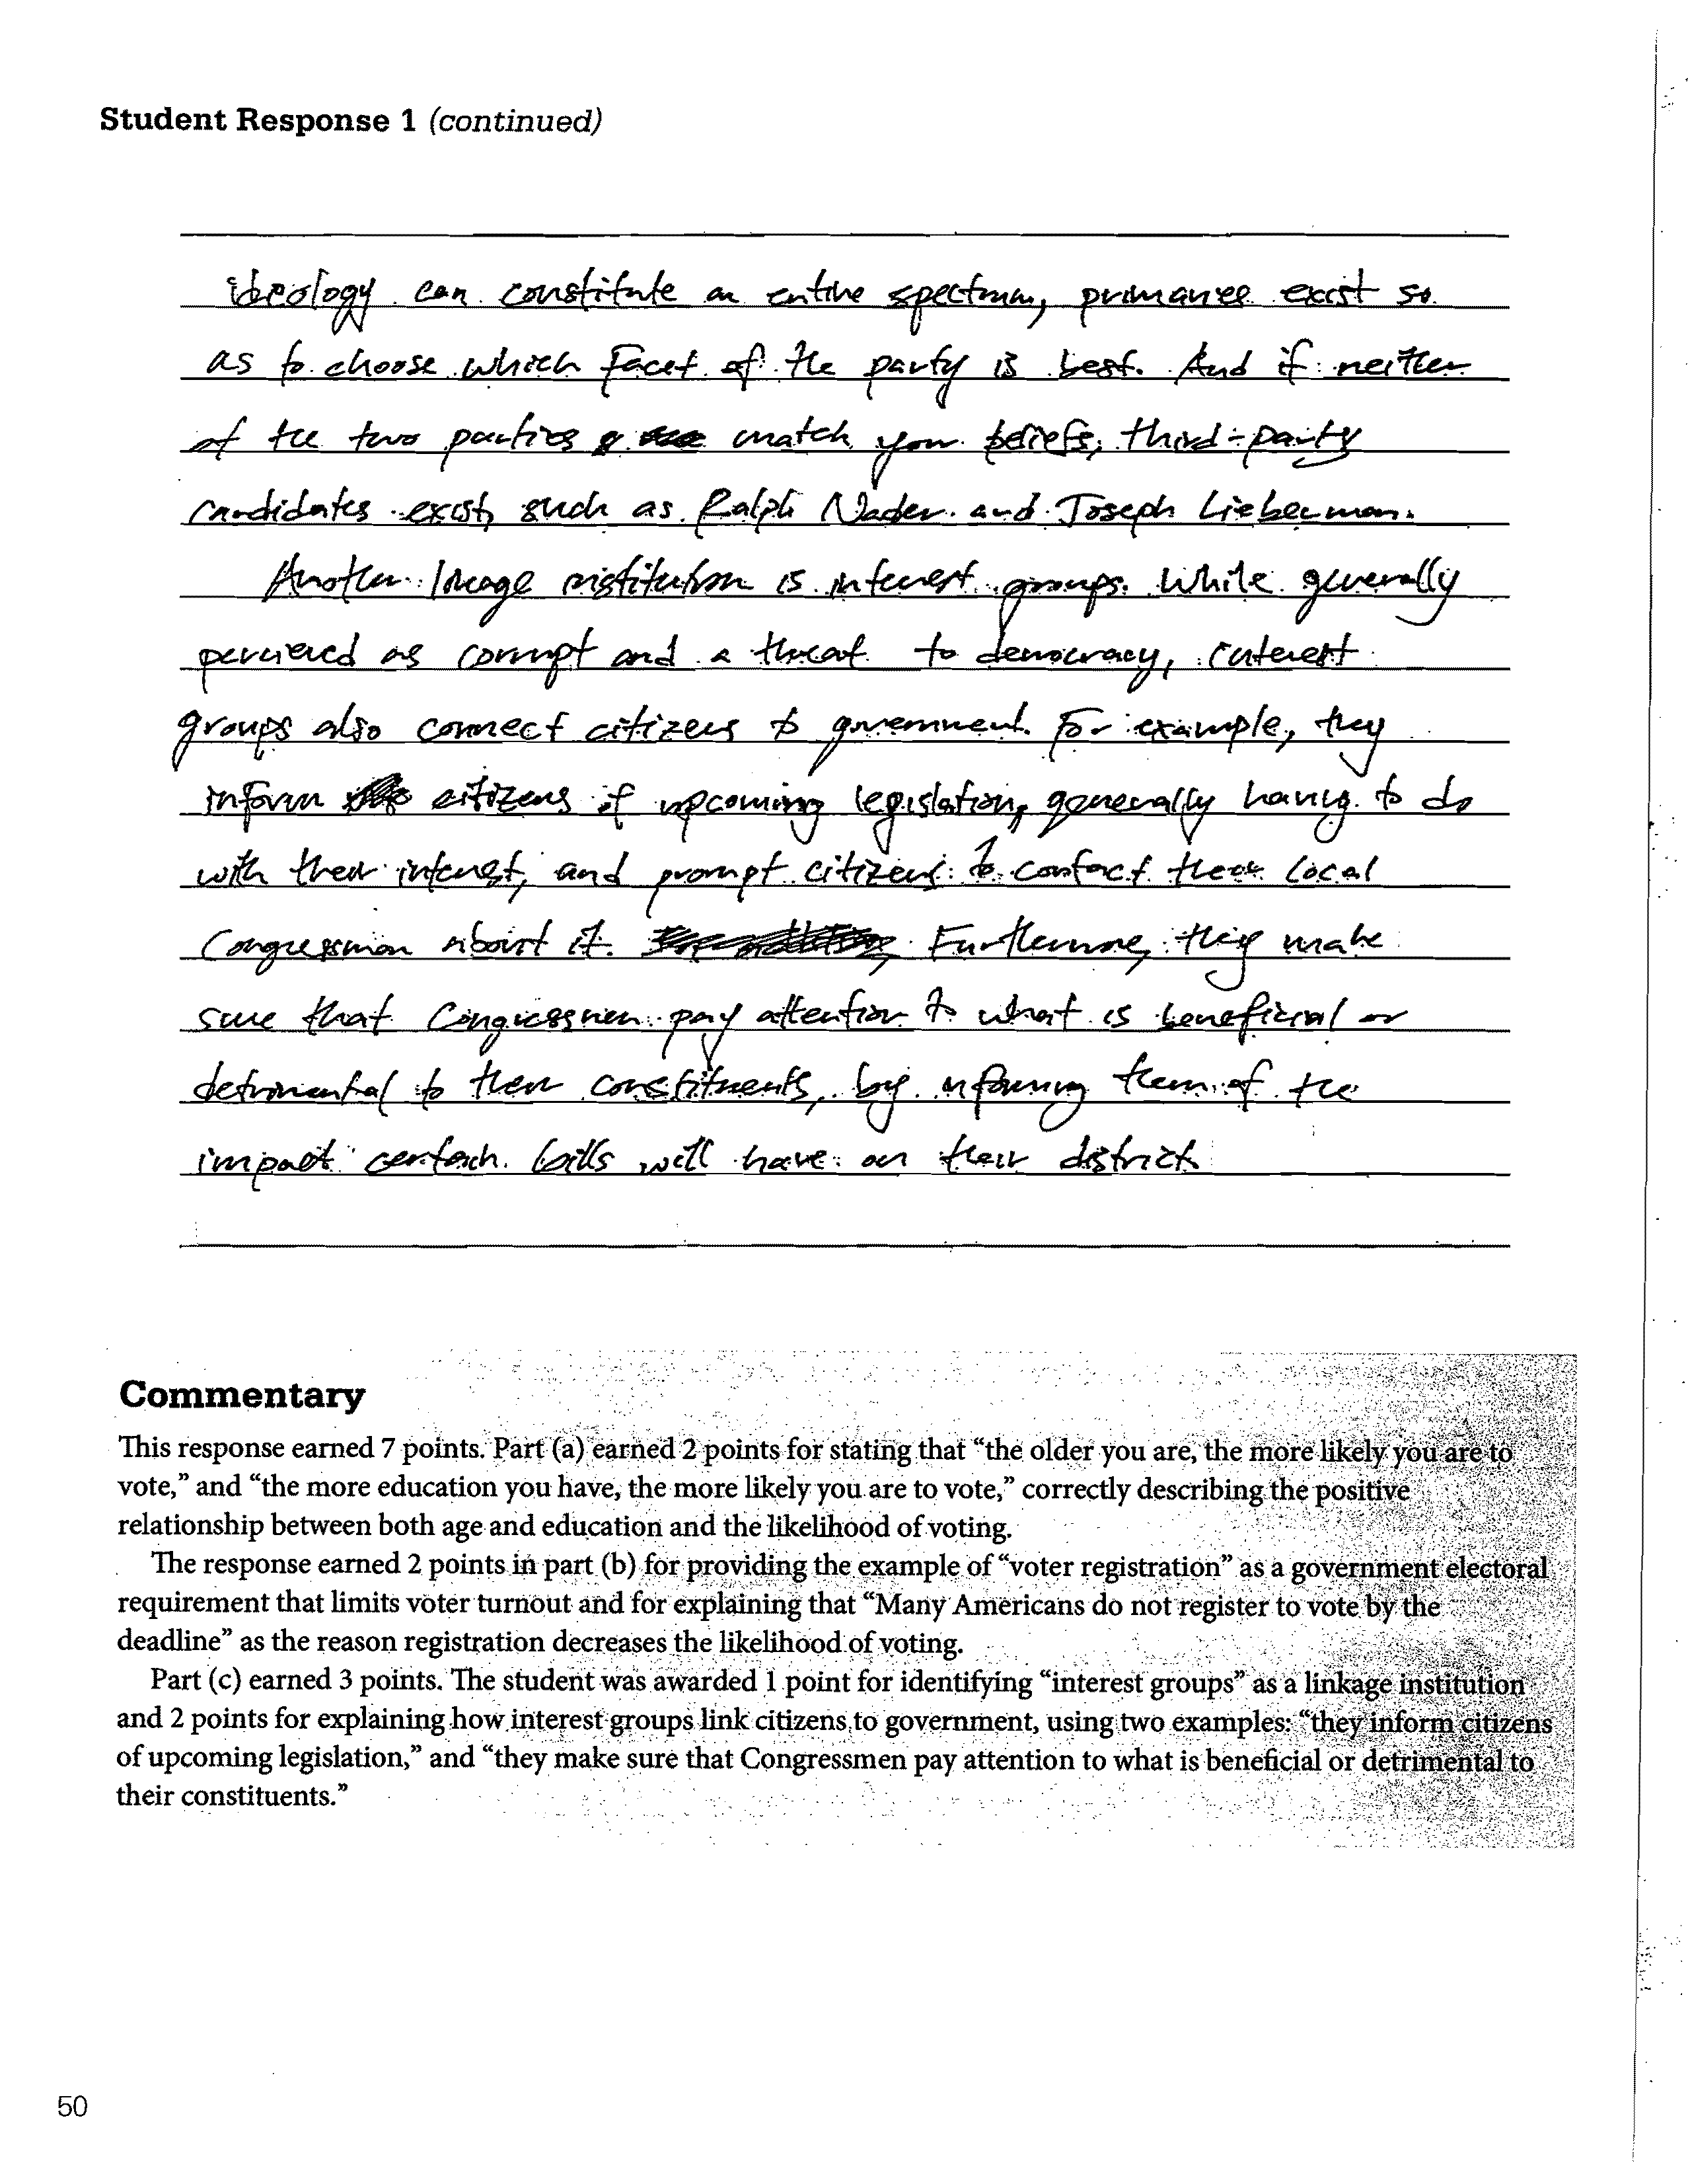 Student Response 1 (continued)
ideology can constitute an entire spectrum, primaries exist so
as to choose which facet of the party is best. And if neither
of the two parties match your beliefs, third-party
candidates exist, such as Ralph Nader and Joseph Lieberman.
Another linkage institution is interest groups. While generally
percieved as corrupt and a threat to democracy, interest
groups also connect citizens to government. For example, they
inform citizens of upcoming legislation, generally having to do
with their interest, and prompt citizens to contact their local
Congressman about it. Furthermore, they make
sure that Congressmen pay attention to what is beneficial or
detrimental to their constituents, by informing them of the
impact certain bills will have on their district
Commentary
This response earned 7 points. Part (a) earned 2 points for stating that “the older you are, the more likely you are to
vote,” and “the more education you have, the more likely you are to vote,” correctly describing the positive
relationship between both age and education and the likelihood of voting.
The response earned 2 points in part (b) for providing the example of “voter registration” as a government electoral
requirement that limits voter turnout and for explaining that “Many Americans do not register to vote by the
deadline” as the reason registration decreases the likelihood of voting.
Part (c) earned 3 points. The student was awarded 1 point for identifying “interest groups” as a linkage institution
and 2 points for explaining how interest groups link citizens to government, using two examples: “they inform citizens
of upcoming legislation,” and “they make sure that Congressmen pay attention to what is beneficial or detrimental to
their constituents.”
50